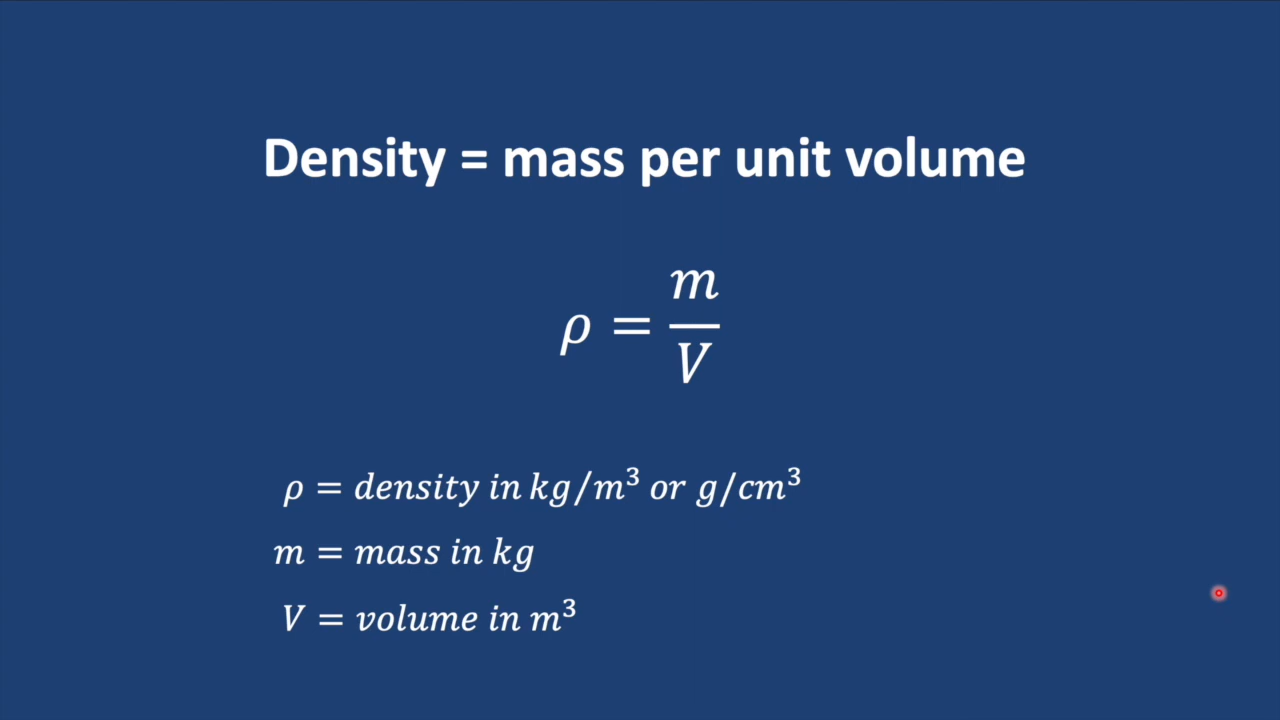 Density = mass per unit volume
ρ = m/V
ρ = density in kg/m³ or g/cm³
m = mass in kg
V = volume in m³